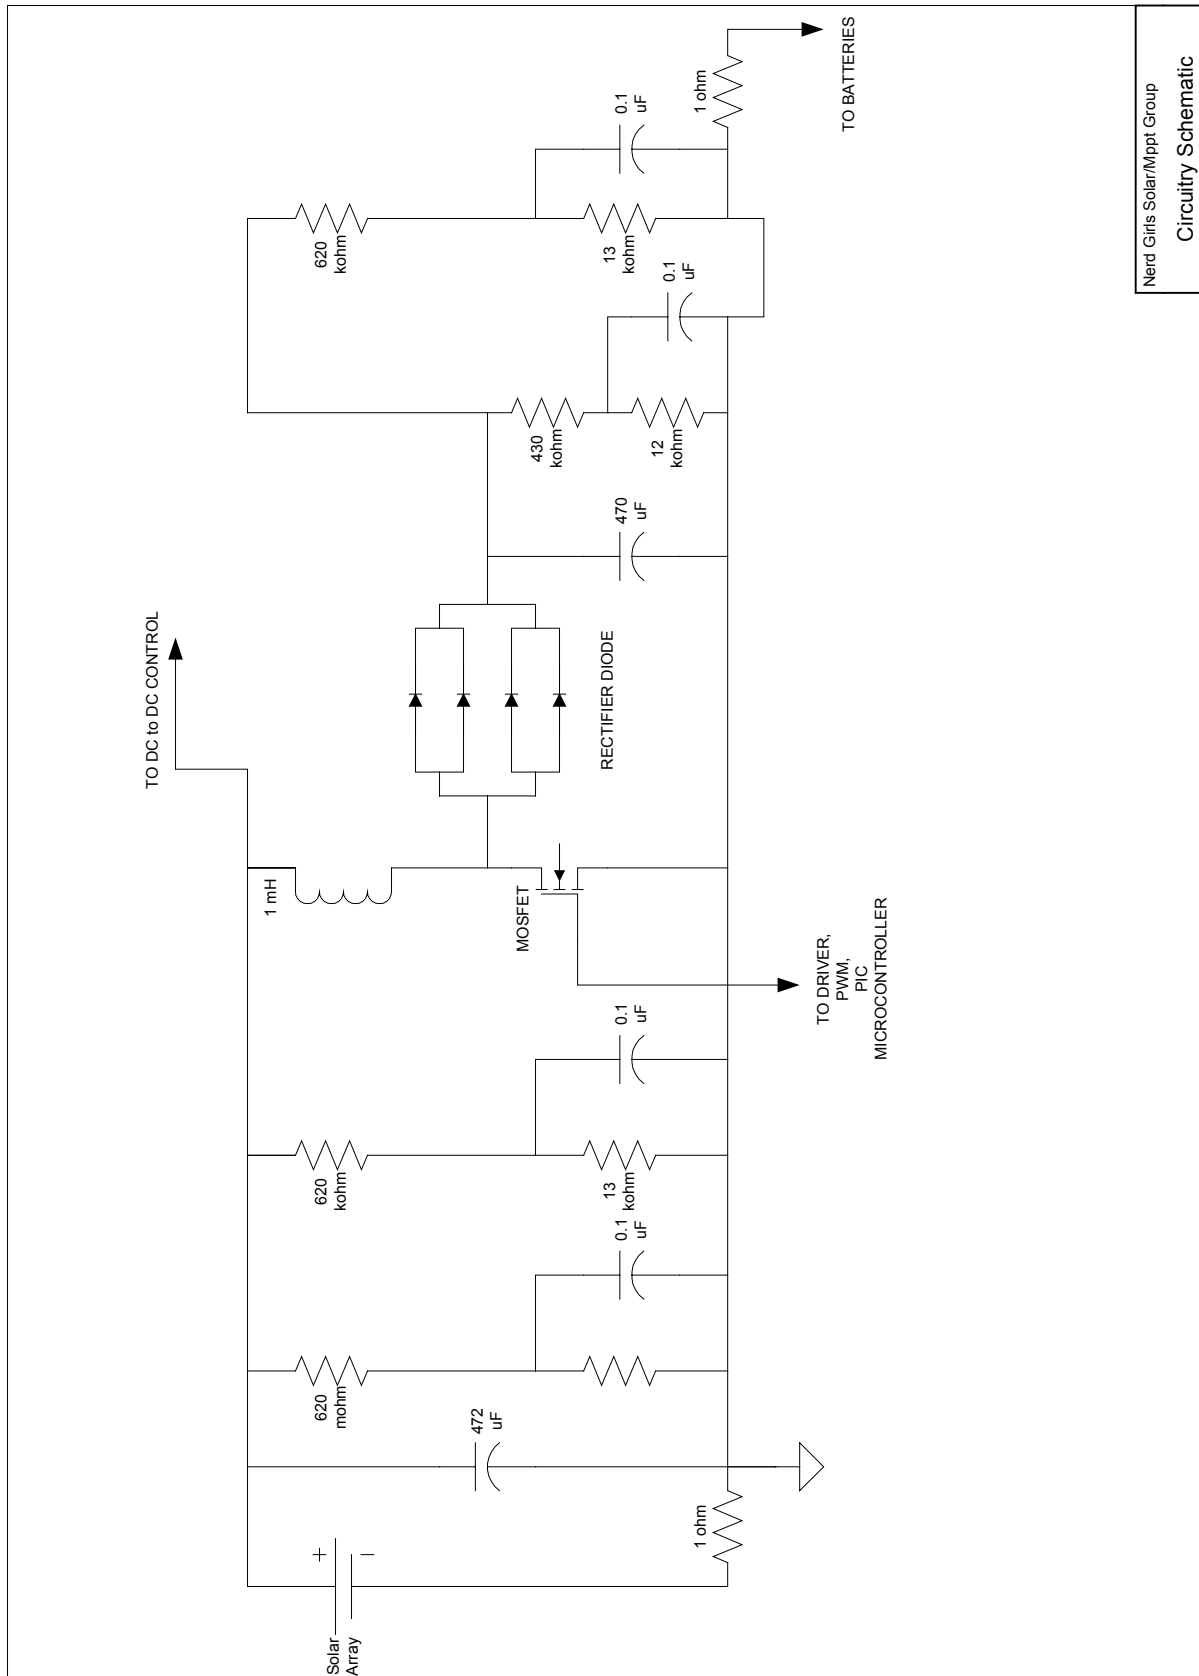 Solar
Array
+
–
1 ohm
472
uF
620
mohm
0.1
uF
620
kohm
13
kohm
0.1
uF
1 mH
TO DC to DC CONTROL
MOSFET
TO DRIVER,
PWM,
PIC
MICROCONTROLLER
RECTIFIER DIODE
470
uF
430
kohm
12
kohm
0.1
uF
620
kohm
13
kohm
0.1
uF
1 ohm
TO BATTERIES
Nerd Girls Solar/Mppt Group
Circuitry Schematic